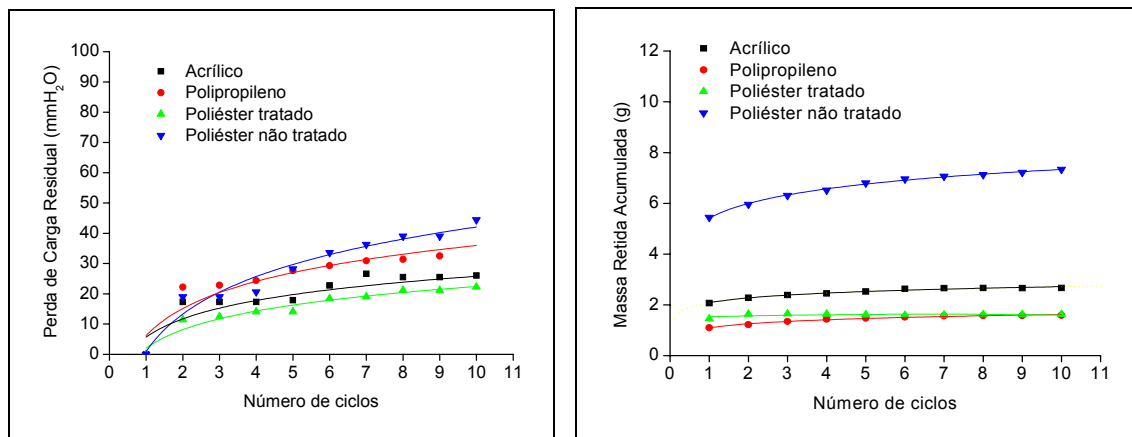 Perda de Carga Residual (mmH₂O)
100
90
80
70
60
50
40
30
20
10
0
Acrílico
Polipropileno
Poliéster tratado
Poliéster não tratado
0 1 2 3 4 5 6 7 8 9 10 11
Número de ciclos
Massa Retida Acumulada (g)
12
10
8
6
4
2
0
Acrílico
Polipropileno
Poliéster tratado
Poliéster não tratado
0 1 2 3 4 5 6 7 8 9 10 11
Número de ciclos